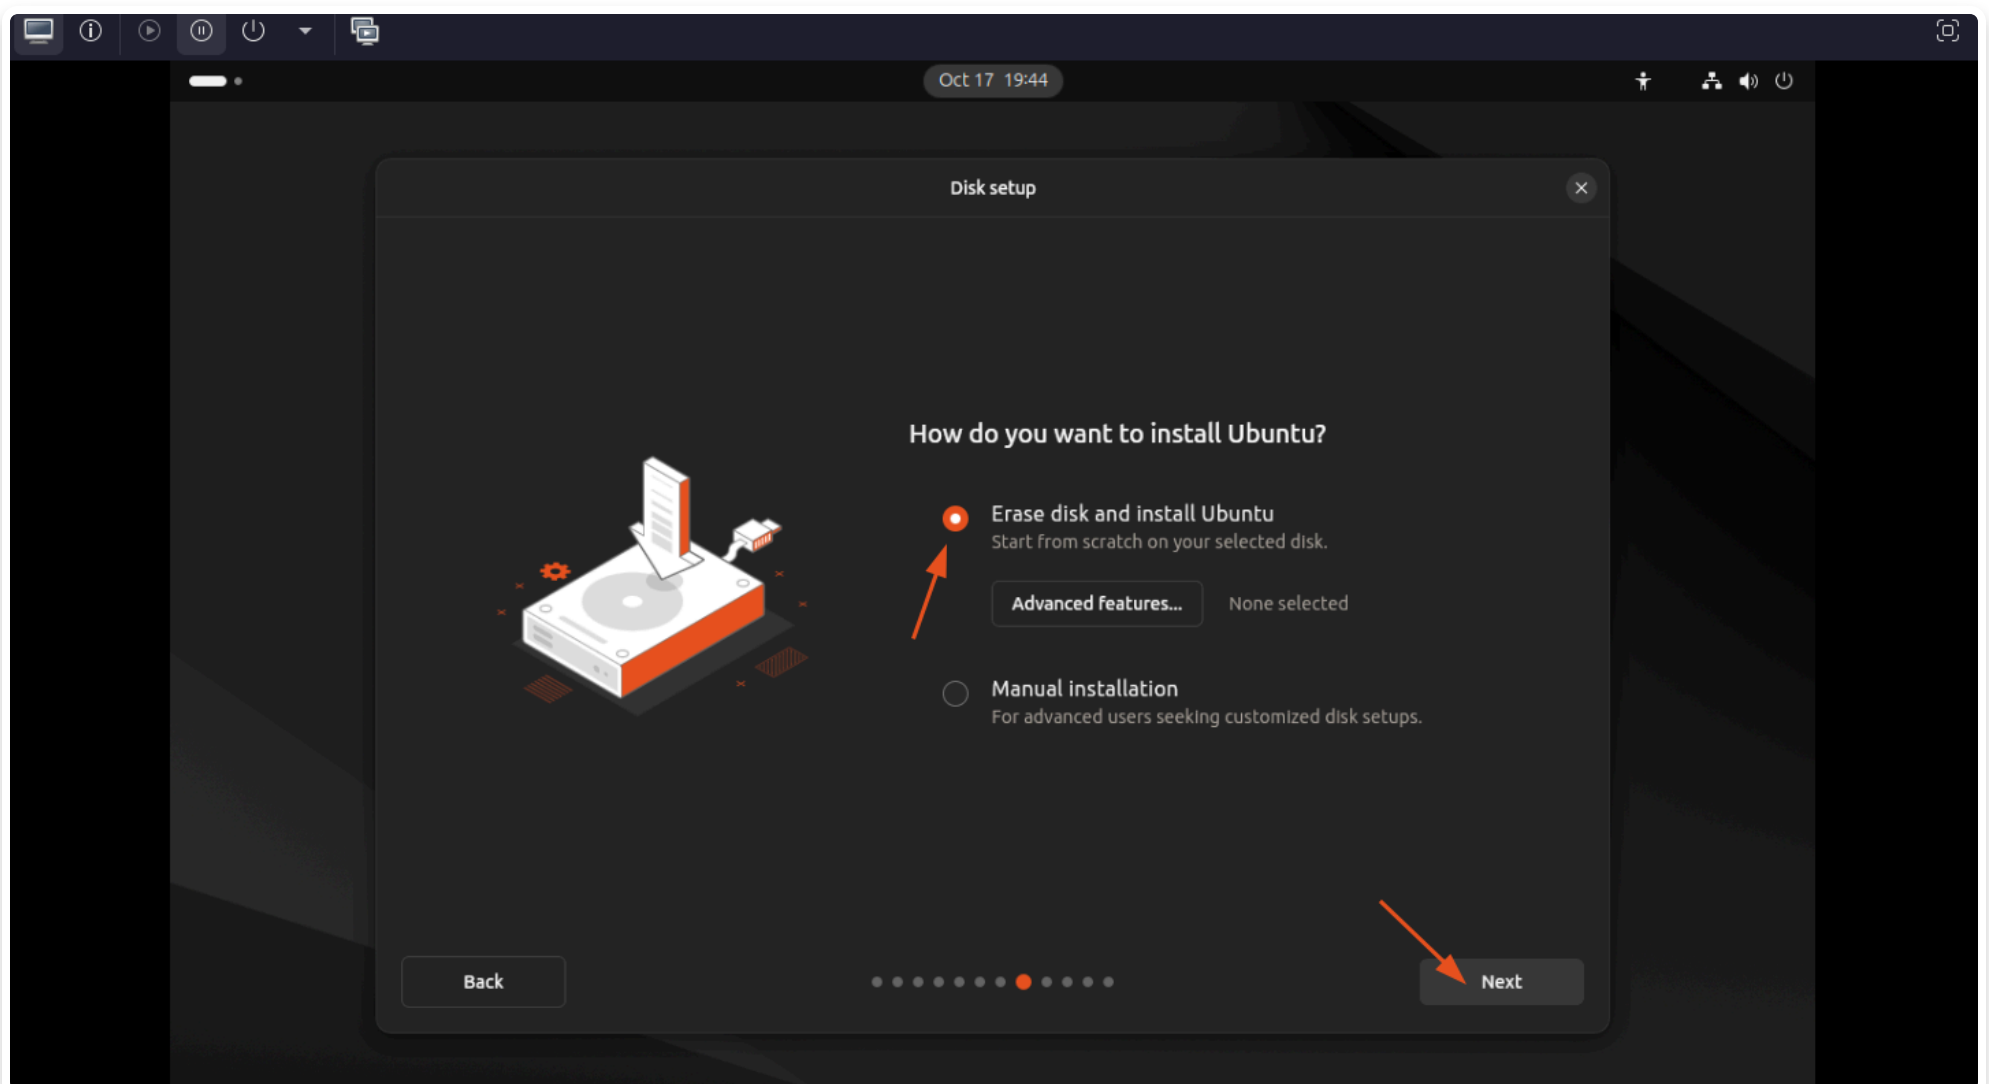 Oct 17 19:44
Disk setup
How do you want to install Ubuntu?
Erase disk and install Ubuntu
Start from scratch on your selected disk.
Advanced features... None selected
Manual installation
For advanced users seeking customized disk setups.
Back
Next